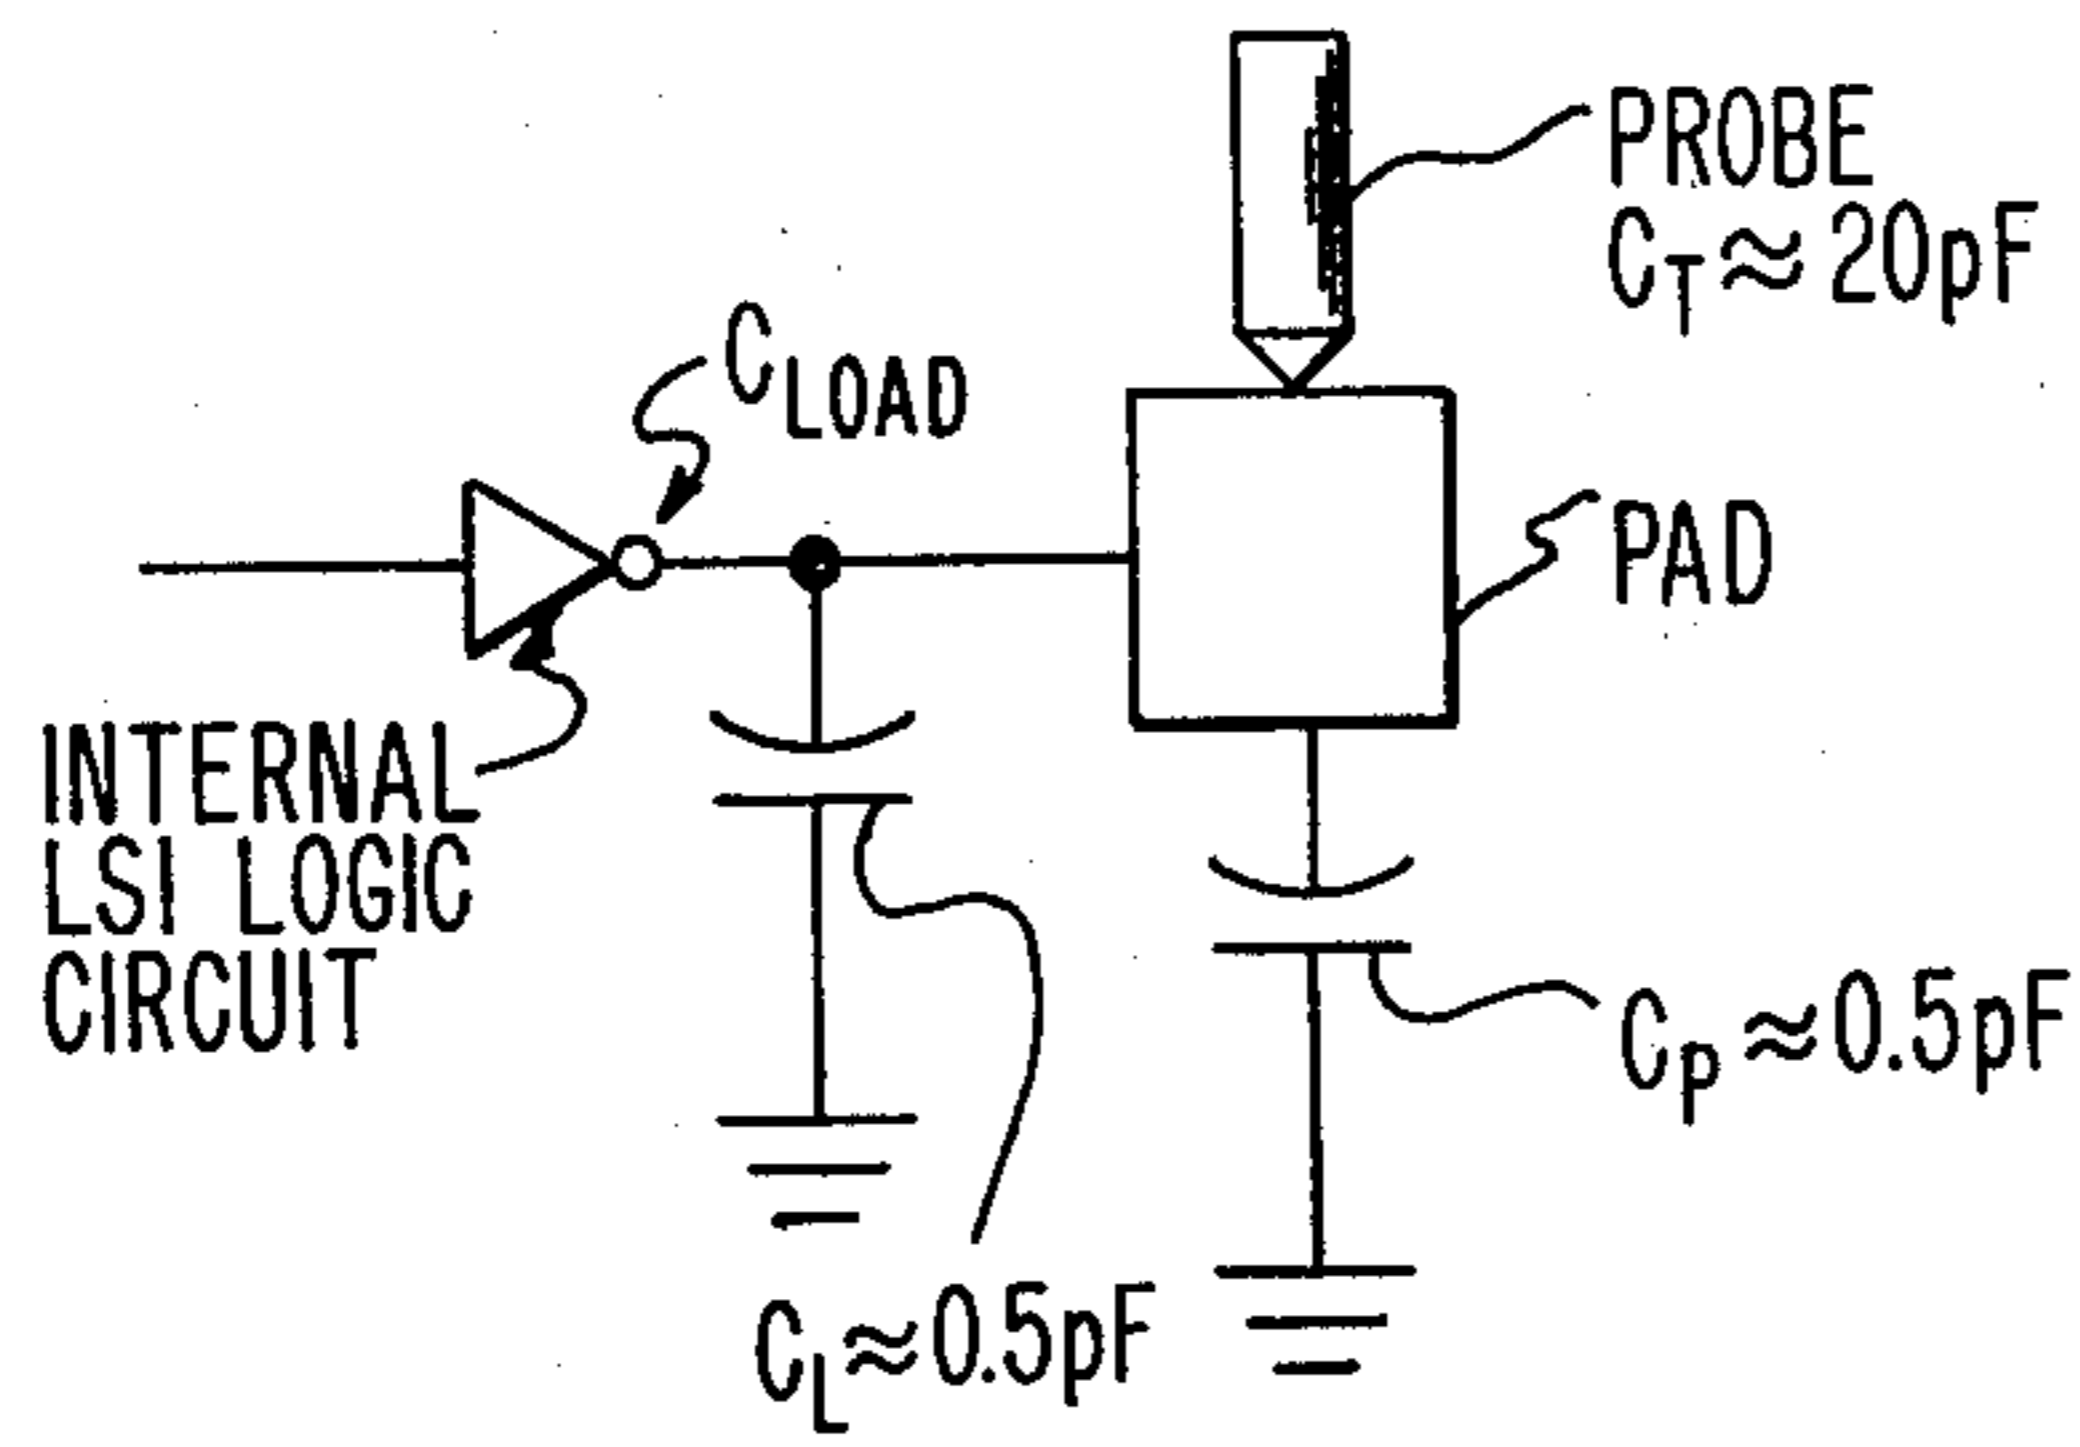 PROBE
C_T ≈ 20pF
C_LOAD
PAD
INTERNAL
LSI LOGIC
CIRCUIT
C_P ≈ 0.5pF
C_L ≈ 0.5pF